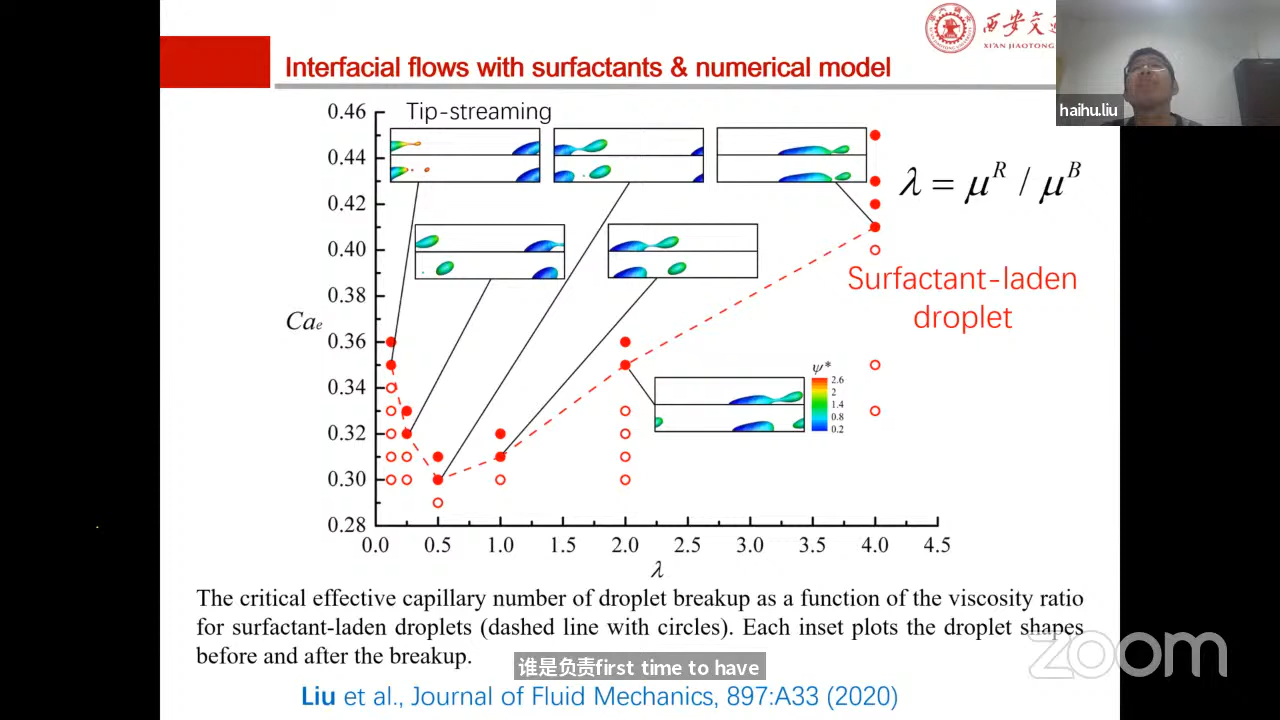 西安交
XI'AN JIAOTONG
Interfacial flows with surfactants & numerical model
haihu.liu
0.46
0.44
0.42
0.40
0.38
0.36
0.34
0.32
0.30
0.28
Ca_e
Tip-streaming
λ = μ^R / μ^B
Surfactant-laden
droplet
ψ*
2.6
2
1.4
0.8
0.2
0.0 0.5 1.0 1.5 2.0 2.5 3.0 3.5 4.0 4.5
λ
The critical effective capillary number of droplet breakup as a function of the viscosity ratio
for surfactant-laden droplets (dashed line with circles). Each inset plots the droplet shapes
before and after the breakup.
谁是负责first time to have
zoom
Liu et al., Journal of Fluid Mechanics, 897:A33 (2020)